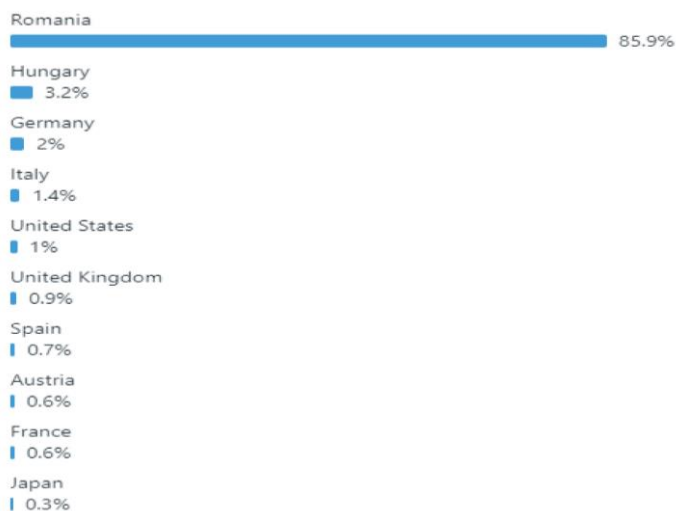 Romania
85.9%
Hungary
3.2%
Germany
2%
Italy
1.4%
United States
1%
United Kingdom
0.9%
Spain
0.7%
Austria
0.6%
France
0.6%
Japan
0.3%